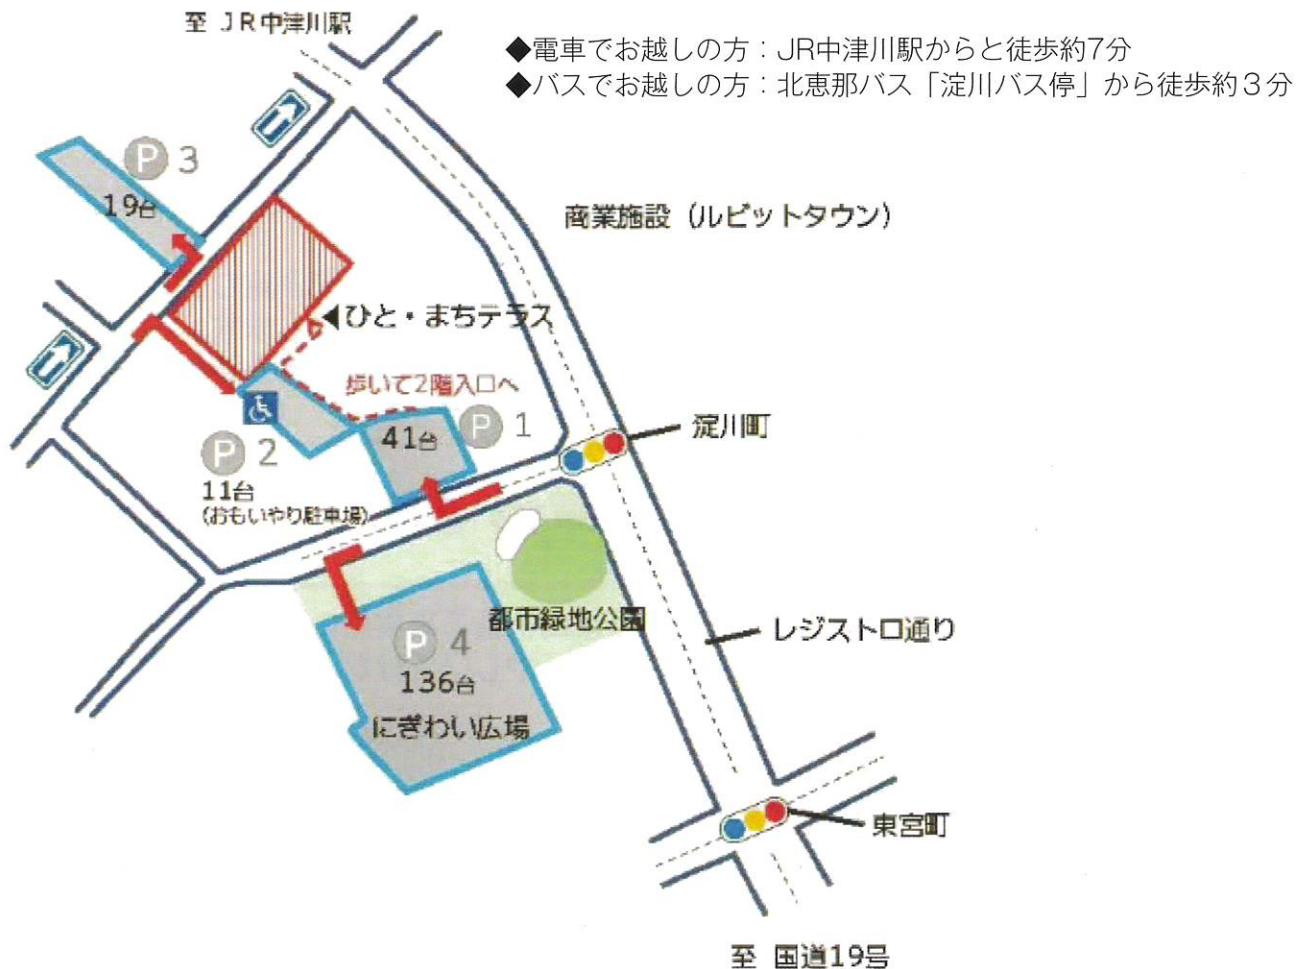 至 JR中津川駅
◆電車でお越しの方：JR中津川駅からと徒歩約7分
◆バスでお越しの方：北恵那バス「淀川バス停」から徒歩約３分
P 3
19台
商業施設（ルビットタウン）
◀ひと・まちテラス
歩いて2階入口へ
P 1
41台
淀川町
P 2
11台
(おもいやり駐車場)
都市緑地公園
レジストロ通り
P 4
136台
にぎわい広場
東宮町
至 国道19号